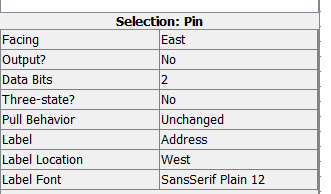 Selection: Pin
Facing East
Output? No
Data Bits 2
Three-state? No
Pull Behavior Unchanged
Label Address
Label Location West
Label Font SansSerif Plain 12